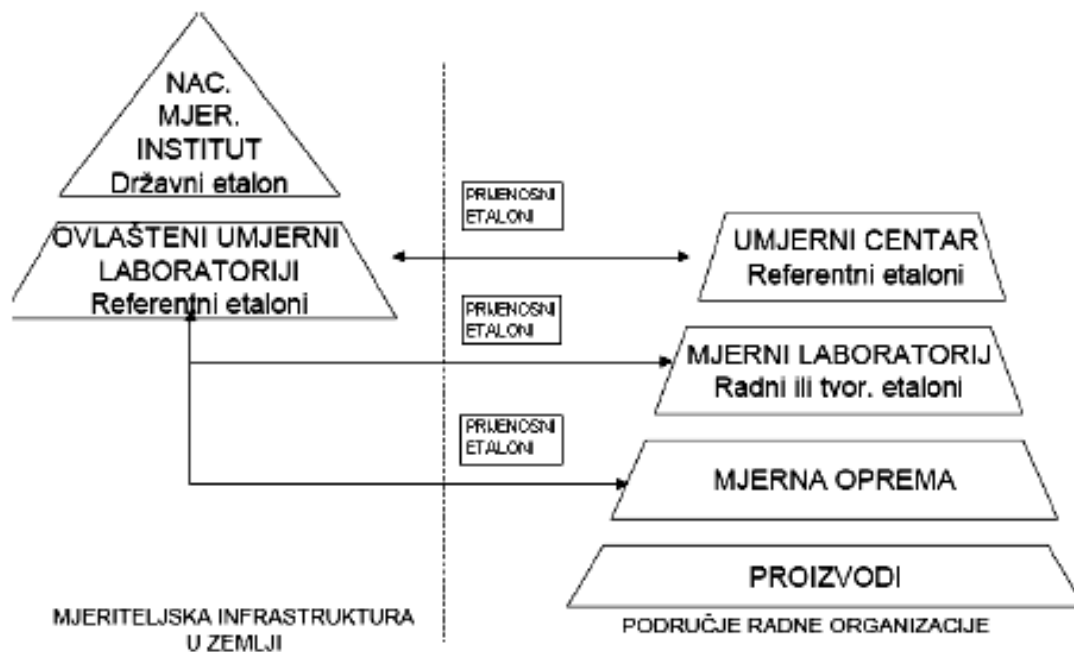 NAC.
MJER.
INSTITUT
Državni etalon
OVLAŠTENI UMJERNI
LABORATORIJI
Referentni etaloni
PRIJENOSNI
ETALONI
PRIJENOSNI
ETALONI
PRIJENOSNI
ETALONI
UMJERNI CENTAR
Referentni etaloni
MJERNI LABORATORIJ
Radni ili tvor. etaloni
MJERNA OPREMA
PROIZVODI
MJERITELJSKA INFRASTRUKTURA
U ZEMLJI
PODRUČJE RADNE ORGANIZACIJE